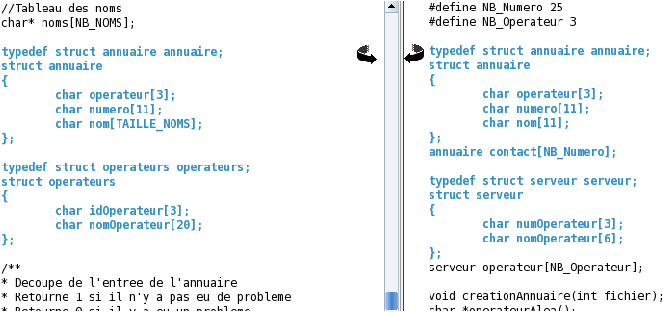 //Tableau des noms
char* noms[NB_NOMS];
typedef struct annuaire annuaire;
struct annuaire
{
char operateur[3];
char numero[11];
char nom[TAILLE_NOMS];
};
typedef struct operateurs operateurs;
struct operateurs
{
char idOperateur[3];
char nomOperateur[20];
};
/**
* Decoupe de l'entree de l'annuaire
* Retourne 1 si il n'y a pas eu de probleme
* Retourne 0 si il y a eu un probleme
#define NB_Numero 25
#define NB_Operateur 3
typedef struct annuaire annuaire;
struct annuaire
{
char operateur[3];
char numero[11];
char nom[11];
};
annuaire contact[NB_Numero];
typedef struct serveur serveur;
struct serveur
{
char numOperateur[3];
char nomOperateur[6];
};
serveur operateur[NB_Operateur];
void creationAnnuaire(int fichier);
char *operateurAlea();